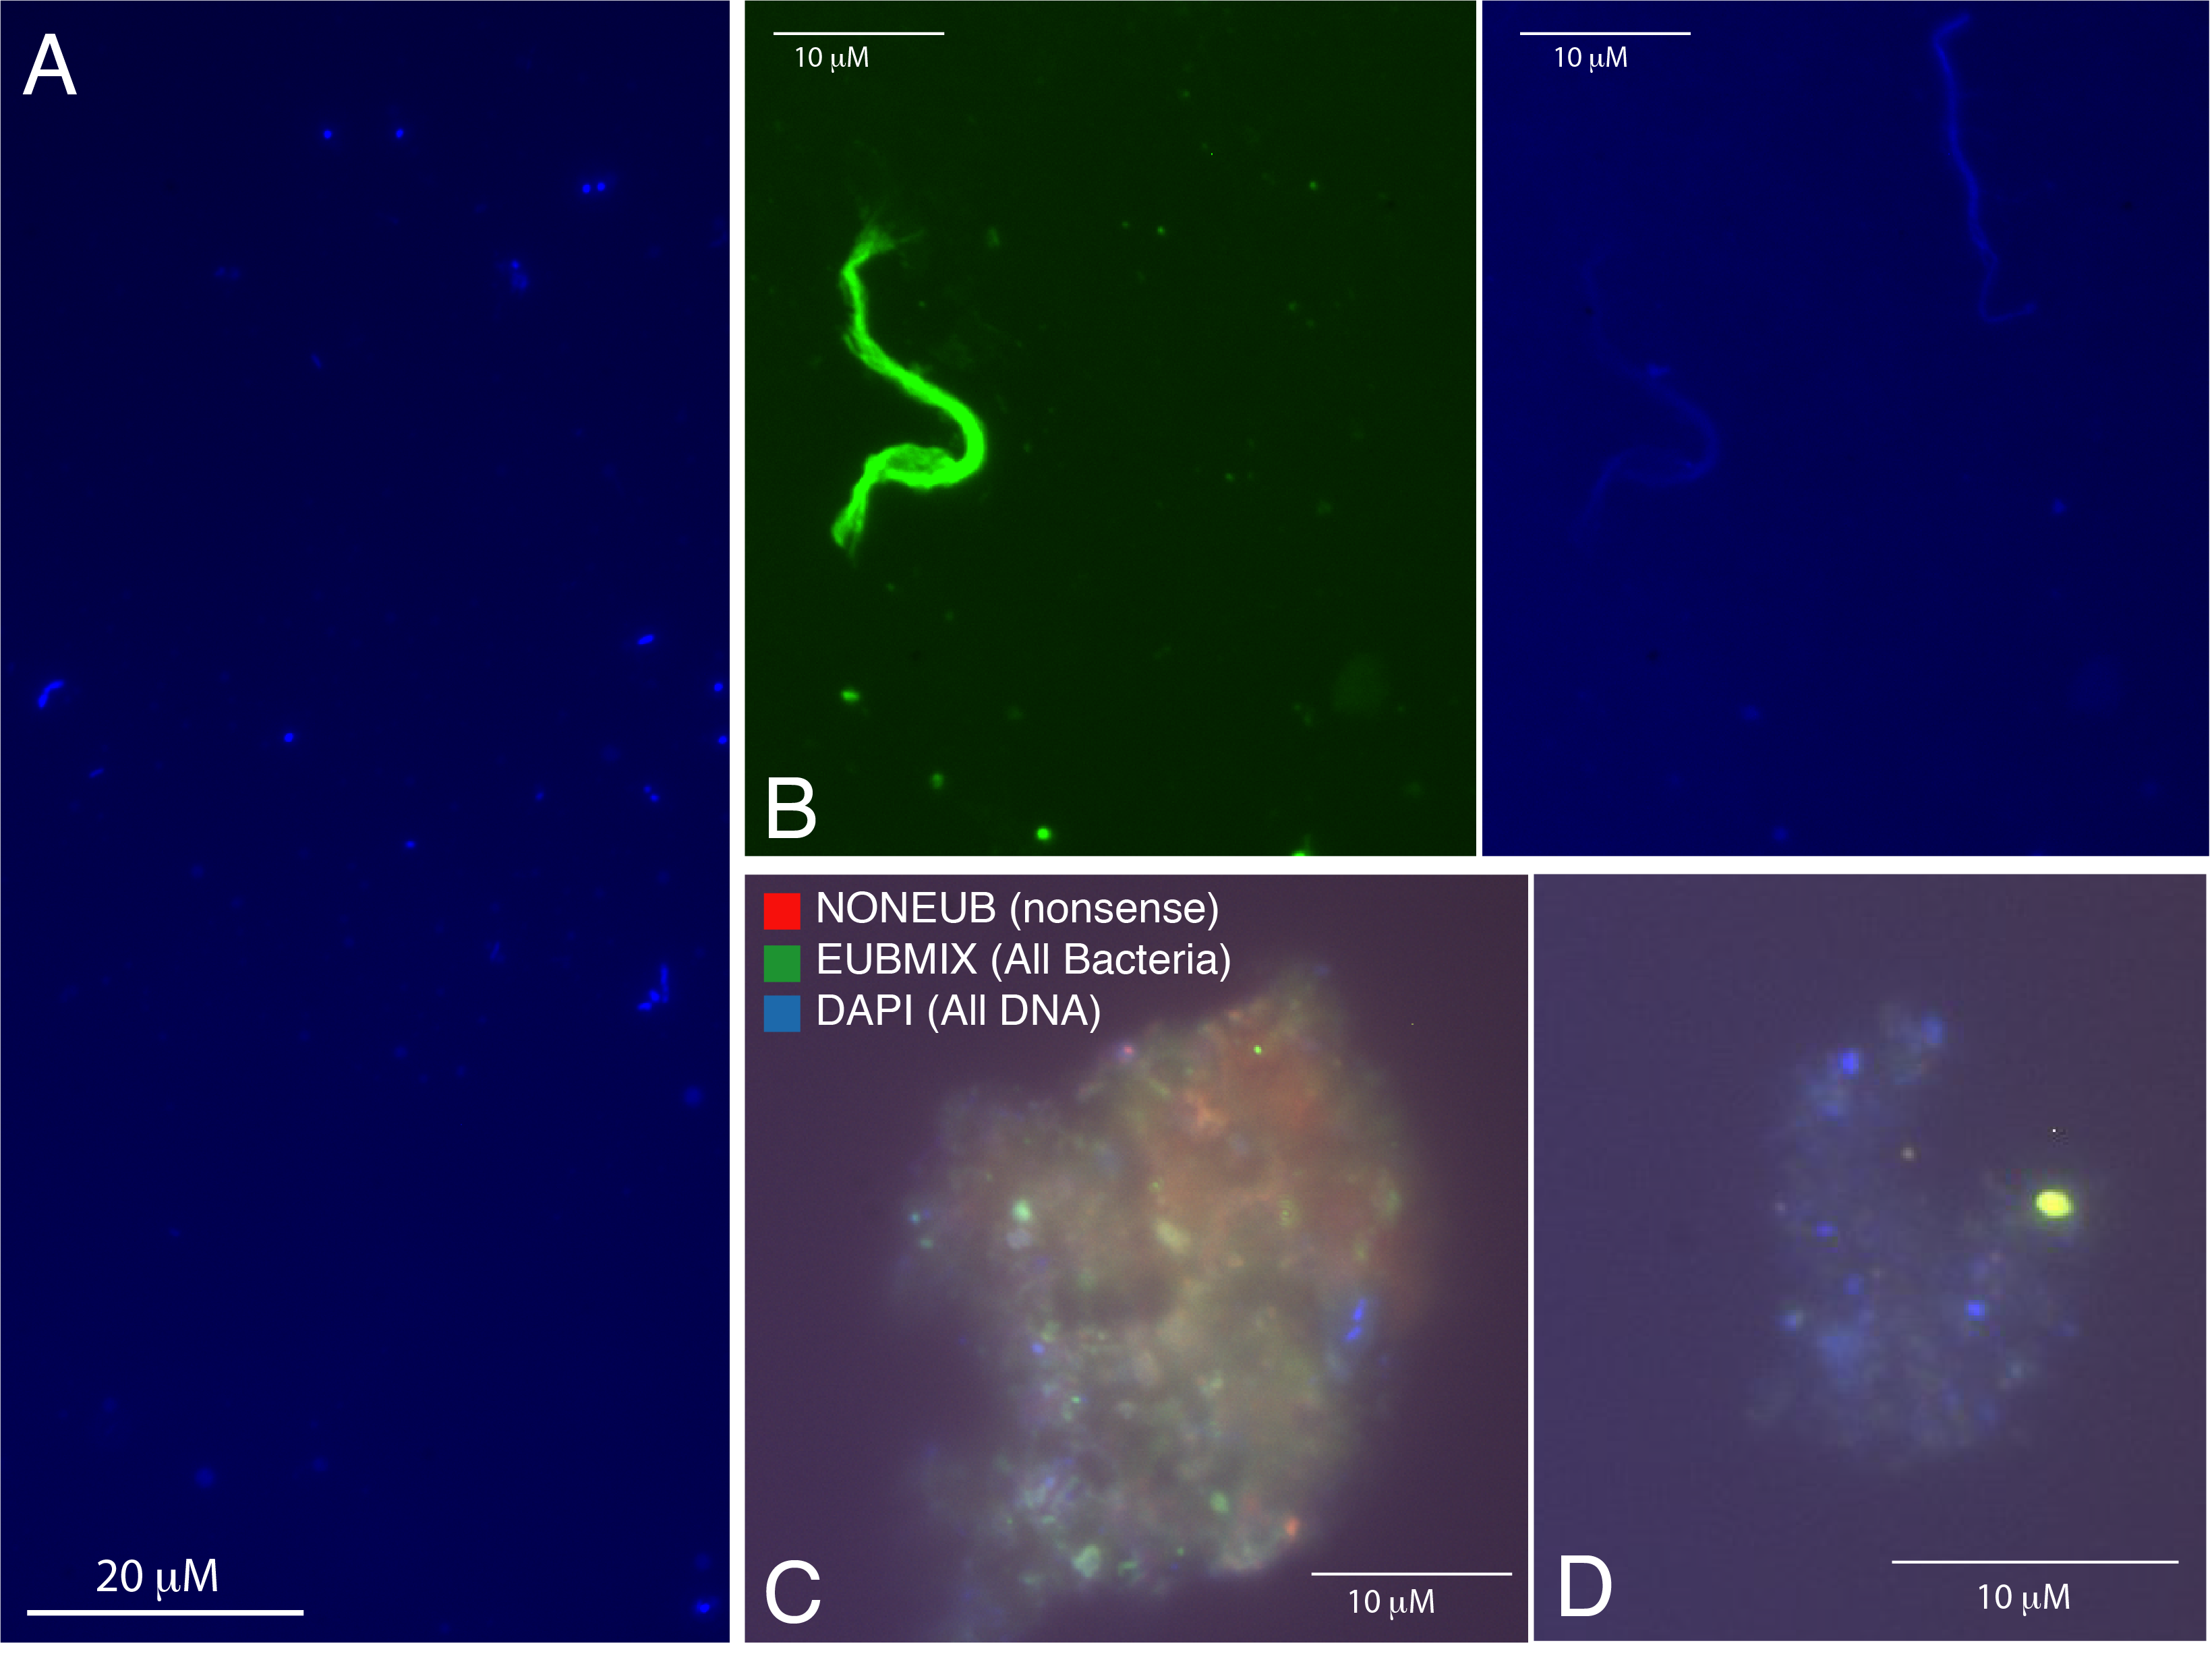 A
20 μM
10 μM
B
10 μM
NONEUB (nonsense)
EUBMIX (All Bacteria)
DAPI (All DNA)
C
10 μM
D
10 μM